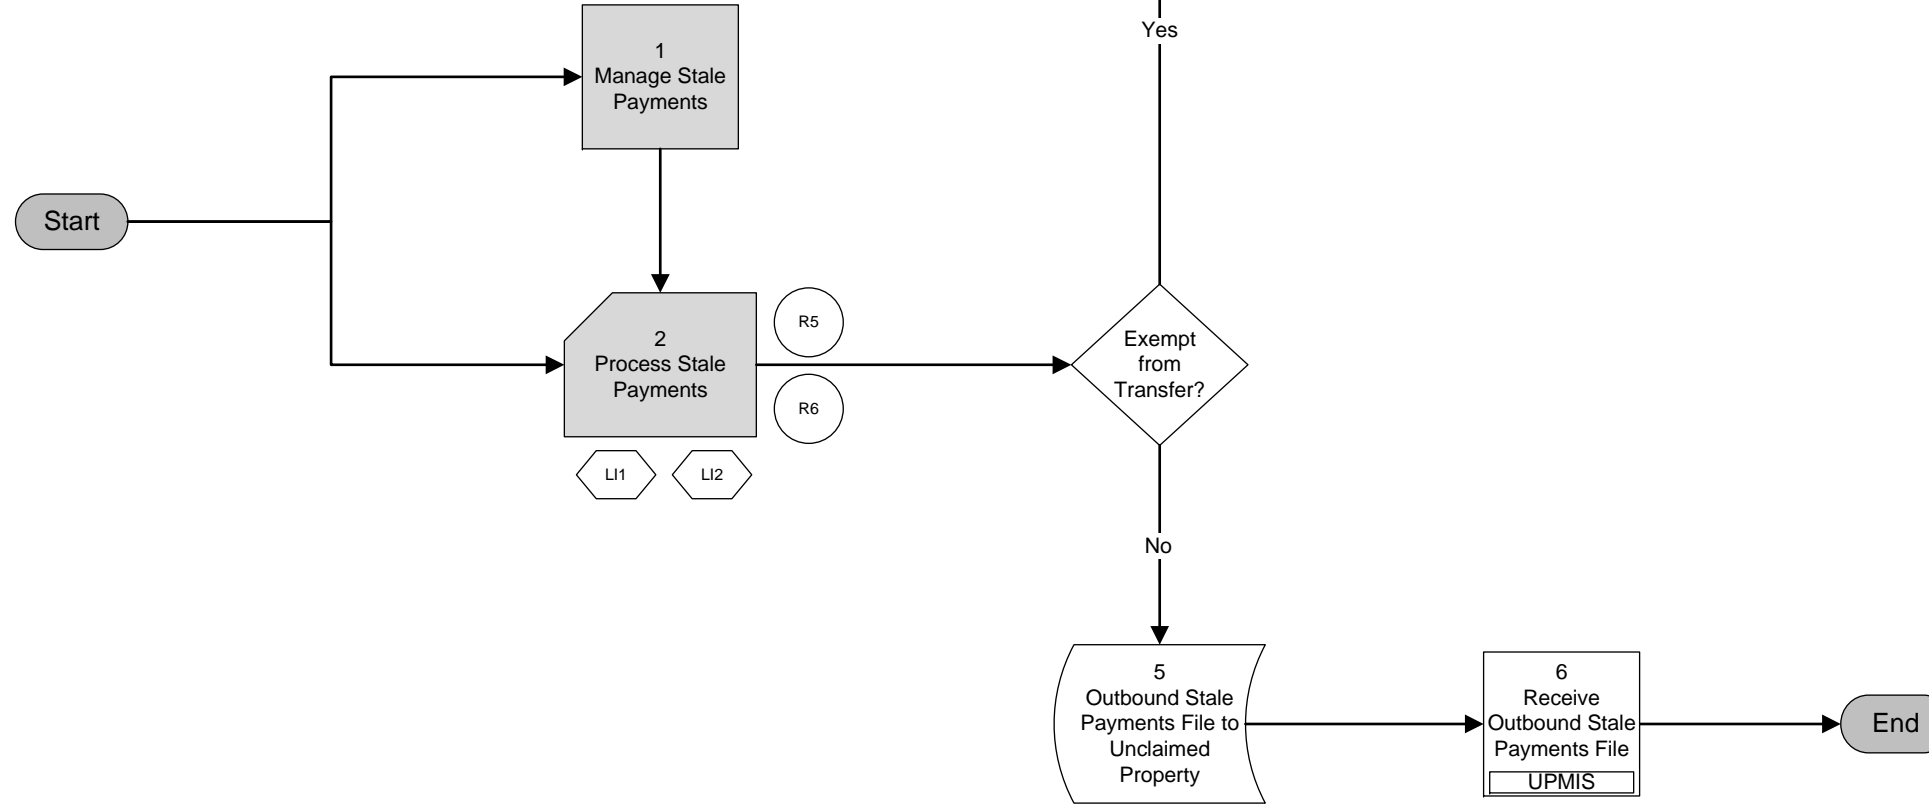 Yes
1
Manage Stale
Payments
Start
2
Process Stale
Payments
R5
R6
LI1
LI2
Exempt
from
Transfer?
No
5
Outbound Stale
Payments File to
Unclaimed
Property
6
Receive
Outbound Stale
Payments File
UPMIS
End